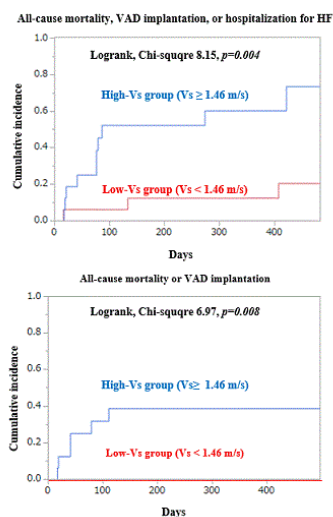 All-cause mortality, VAD implantation, or hospitalization for HF
1.0
Logrank, Chi-squqre 8.15, p=0.004
0.8
High-Vs group (Vs ≥ 1.46 m/s)
0.6
Cumulative incidence
0.4
Low-Vs group (Vs < 1.46 m/s)
0.2
0.0
0 100 200 300 400
Days
All-cause mortality or VAD implantation
1.0
Logrank, Chi-squqre 6.97, p=0.008
0.8
High-Vs group (Vs≥ 1.46 m/s)
0.6
Cumulative incidence
0.4
Low-Vs group (Vs < 1.46 m/s)
0.2
0.0
0 100 200 300 400
Days